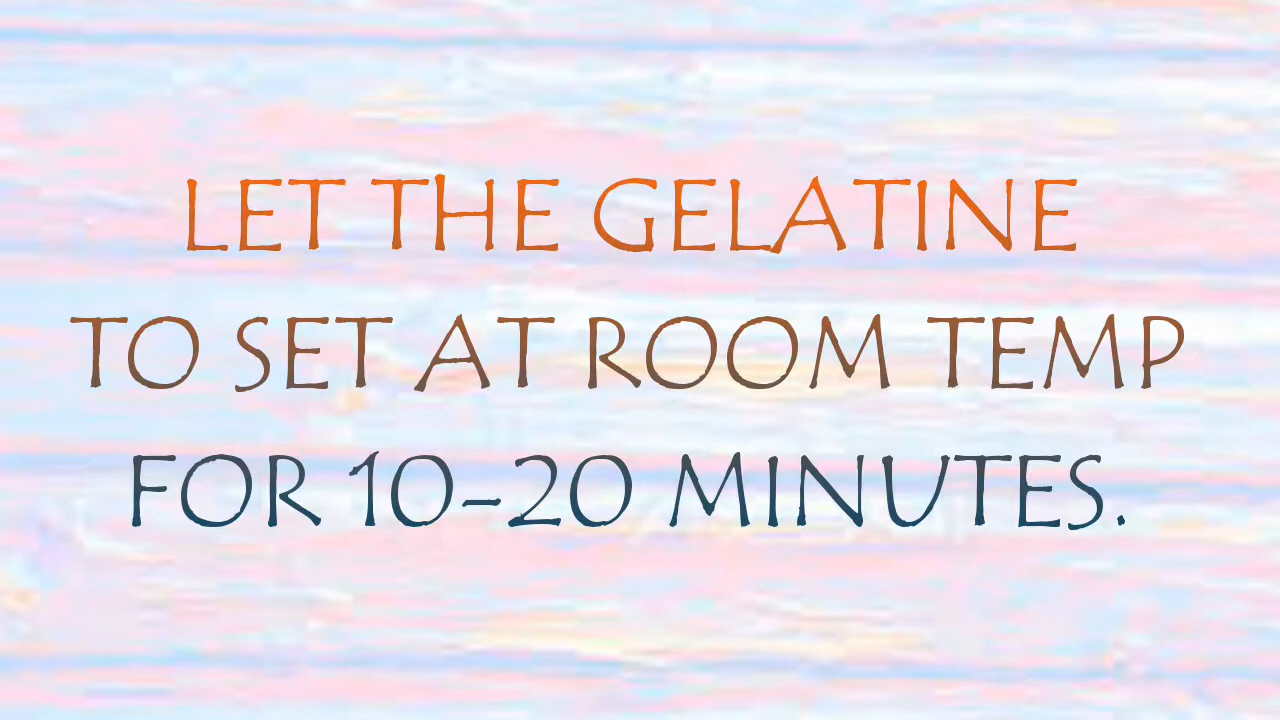 LET THE GELATINE
TO SET AT ROOM TEMP
FOR 10-20 MINUTES.